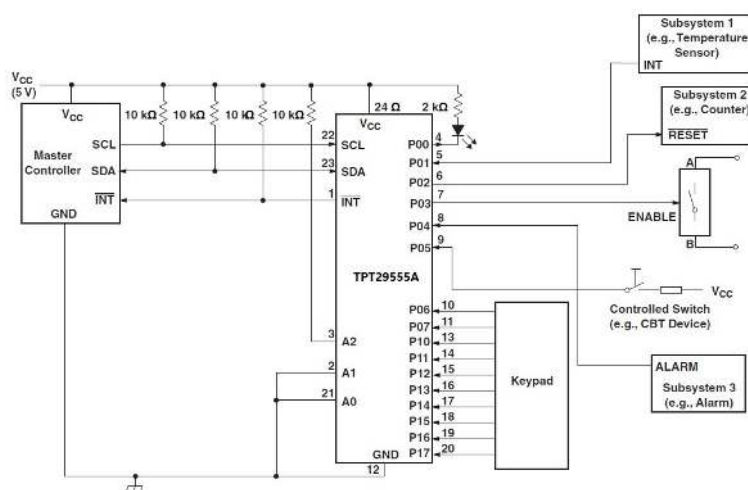 Subsystem 1
(e.g., Temperature
Sensor)
INT
Subsystem 2
(e.g., Counter)
RESET
VCC
(5 V)
VCC
10 kΩ
10 kΩ
10 kΩ
10 kΩ
24 Ω
2 kΩ
VCC
Master
Controller
SCL
SDA
INT
GND
22
SCL
23
SDA
1
INT
TPT29555A
3
A2
2
A1
21
A0
GND
12
P00
4
P01
5
P02
6
P03
7
P04
8
P05
9
P06
10
P07
11
P10
13
P11
14
P12
15
P13
16
P14
17
P15
18
P16
19
P17
20
Keypad
A
ENABLE
B
VCC
Controlled Switch
(e.g., CBT Device)
ALARM
Subsystem 3
(e.g., Alarm)